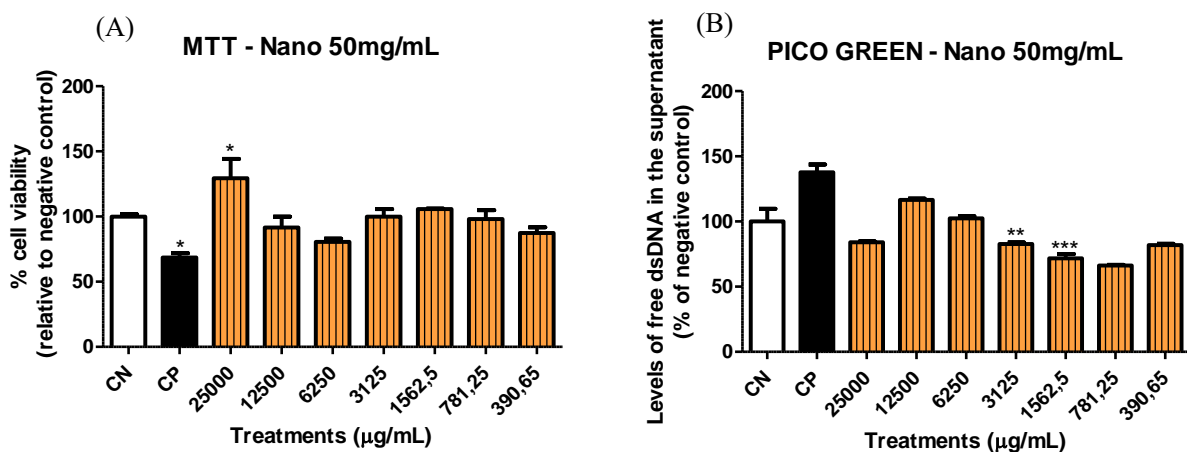 (A)
MTT - Nano 50mg/mL
% cell viability
(relative to negative control)
200
150
100
50
0
*
*
CN
CP
25000
12500
6250
3125
1562,5
781,25
390,65
Treatments (μg/mL)
(B)
PICO GREEN - Nano 50mg/mL
Levels of free dsDNA in the supernatant
(% of negative control)
200
150
100
50
0
**
***
CN
CP
25000
12500
6250
3125
1562,5
781,25
390,65
Treatments (μg/mL)